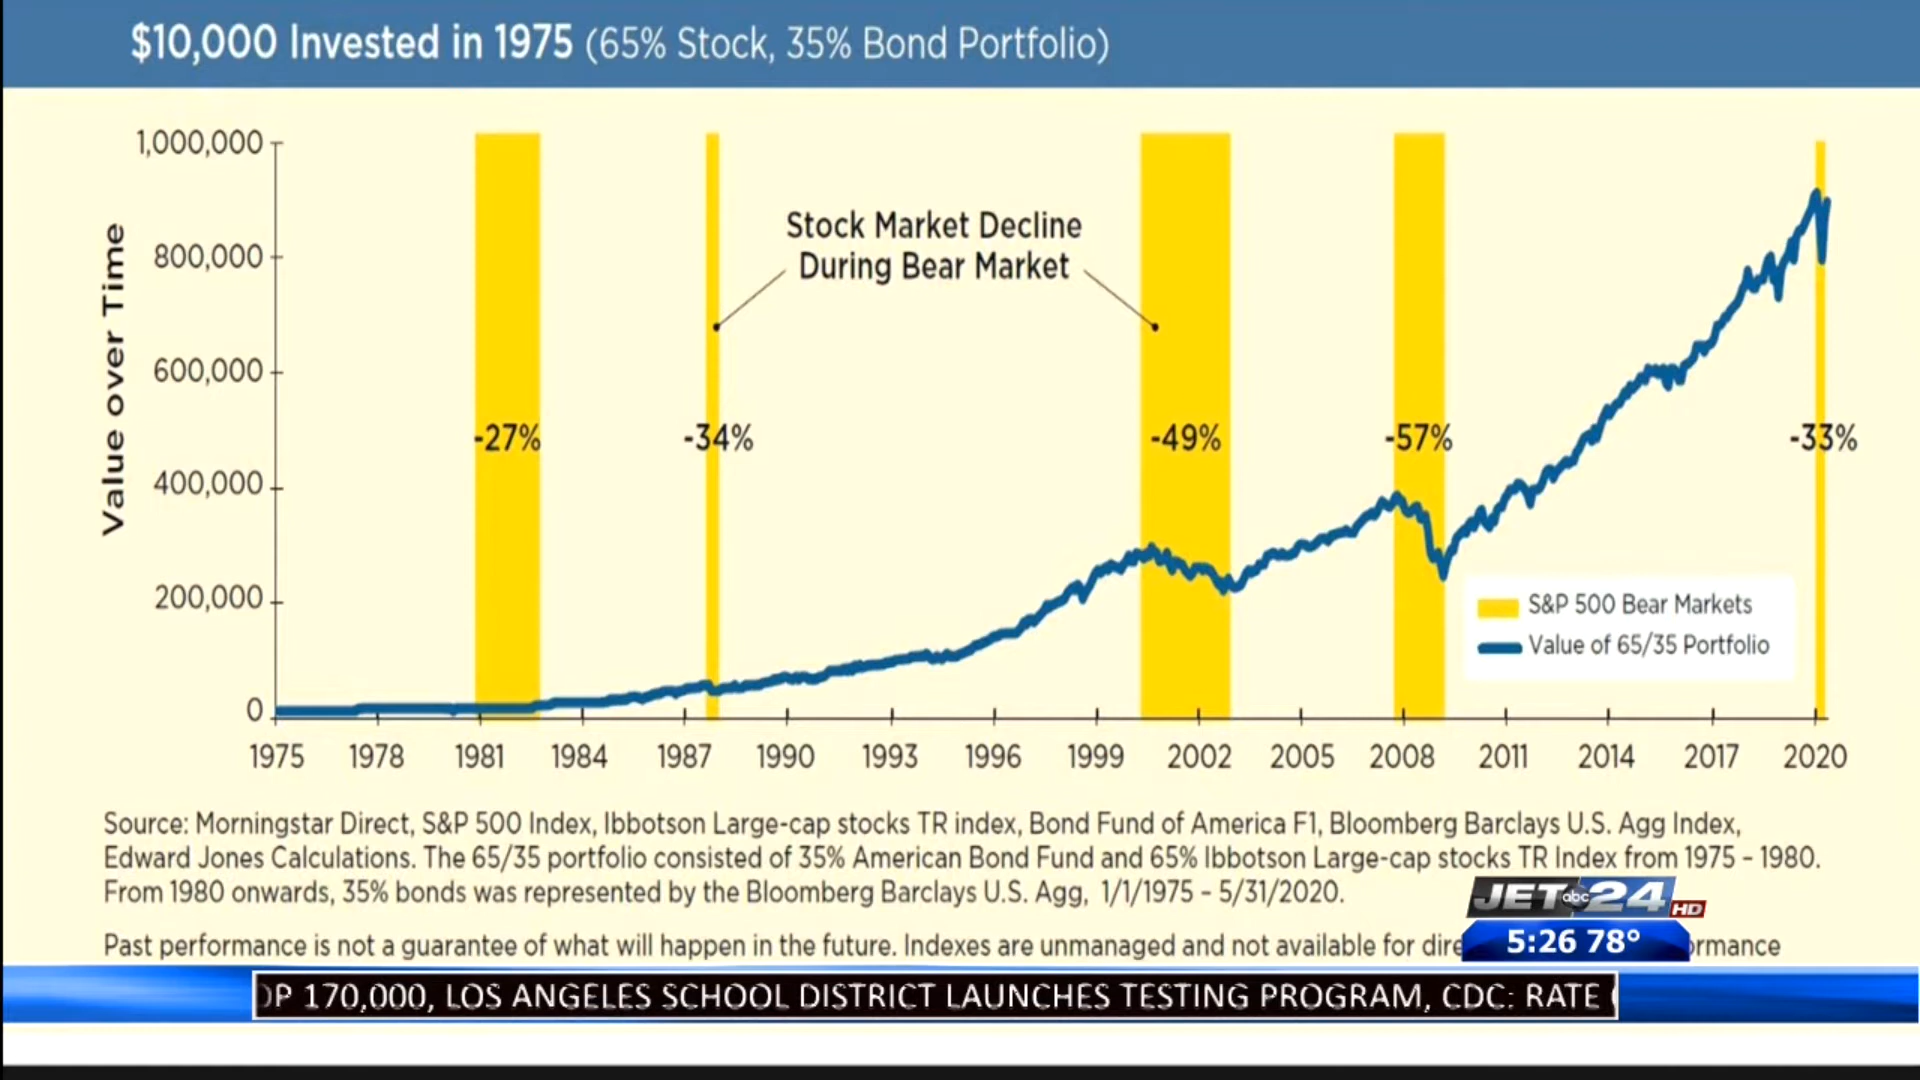 $10,000 Invested in 1975 (65% Stock, 35% Bond Portfolio)
1,000,000
800,000
600,000
400,000
200,000
0
Value over Time
Stock Market Decline
During Bear Market
-27%
-34%
-49%
-57%
-33%
S&P 500 Bear Markets
Value of 65/35 Portfolio
1975 1978 1981 1984 1987 1990 1993 1996 1999 2002 2005 2008 2011 2014 2017 2020
Source: Morningstar Direct, S&P 500 Index, Ibbotson Large-cap stocks TR index, Bond Fund of America F1, Bloomberg Barclays U.S. Agg Index,
Edward Jones Calculations. The 65/35 portfolio consisted of 35% American Bond Fund and 65% Ibbotson Large-cap stocks TR Index from 1975 – 1980.
From 1980 onwards, 35% bonds was represented by the Bloomberg Barclays U.S. Agg, 1/1/1975 – 5/31/2020.
Past performance is not a guarantee of what will happen in the future. Indexes are unmanaged and not available for
JET abc 24 HD
5:26 78°
170,000, LOS ANGELES SCHOOL DISTRICT LAUNCHES TESTING PROGRAM, CDC: RATE